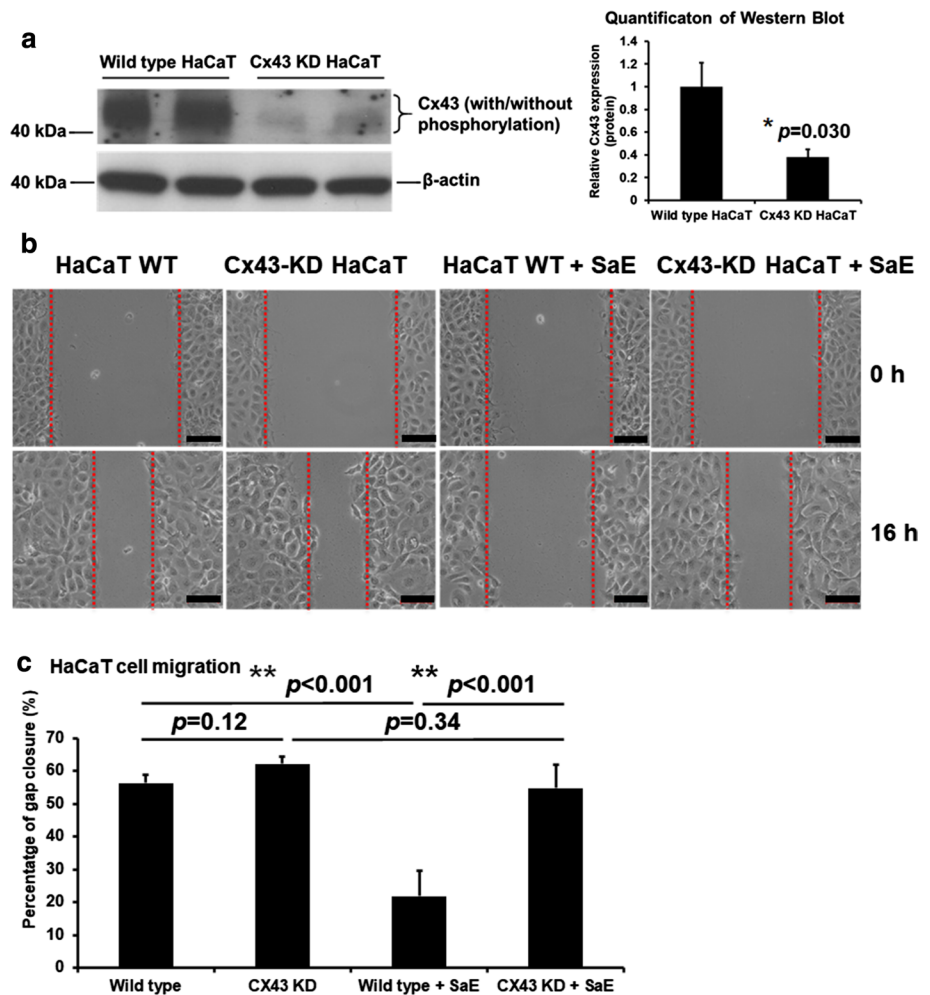 a
Wild type HaCaT Cx43 KD HaCaT
40 kDa
Cx43 (with/without
phosphorylation)
40 kDa
β-actin
Quantificaton of Western Blot
Relative Cx43 expression
(protein)
1.4
1.2
1
0.8
0.6
0.4
0.2
0
* p=0.030
Wild type HaCaT Cx43 KD HaCaT
b
HaCaT WT Cx43-KD HaCaT HaCaT WT + SaE Cx43-KD HaCaT + SaE
0 h
16 h
c HaCaT cell migration
** p<0.001 ** p<0.001
p=0.12 p=0.34
Percentatge of gap closure (%)
70
60
50
40
30
20
10
0
Wild type CX43 KD Wild type + SaE CX43 KD + SaE